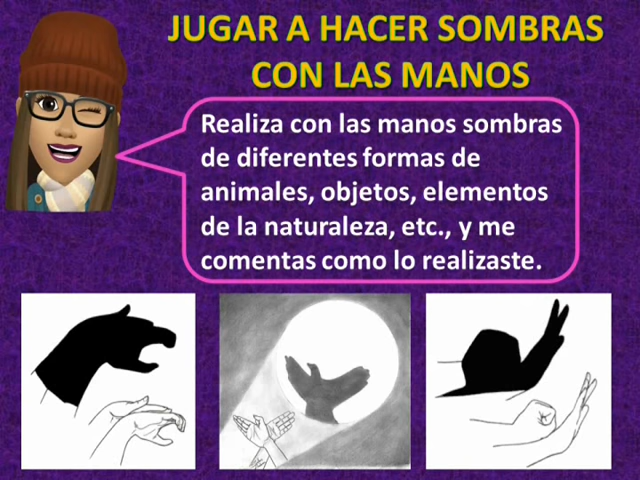 JUGAR A HACER SOMBRAS
CON LAS MANOS
Realiza con las manos sombras
de diferentes formas de
animales, objetos, elementos
de la naturaleza, etc., y me
comentas como lo realizaste.